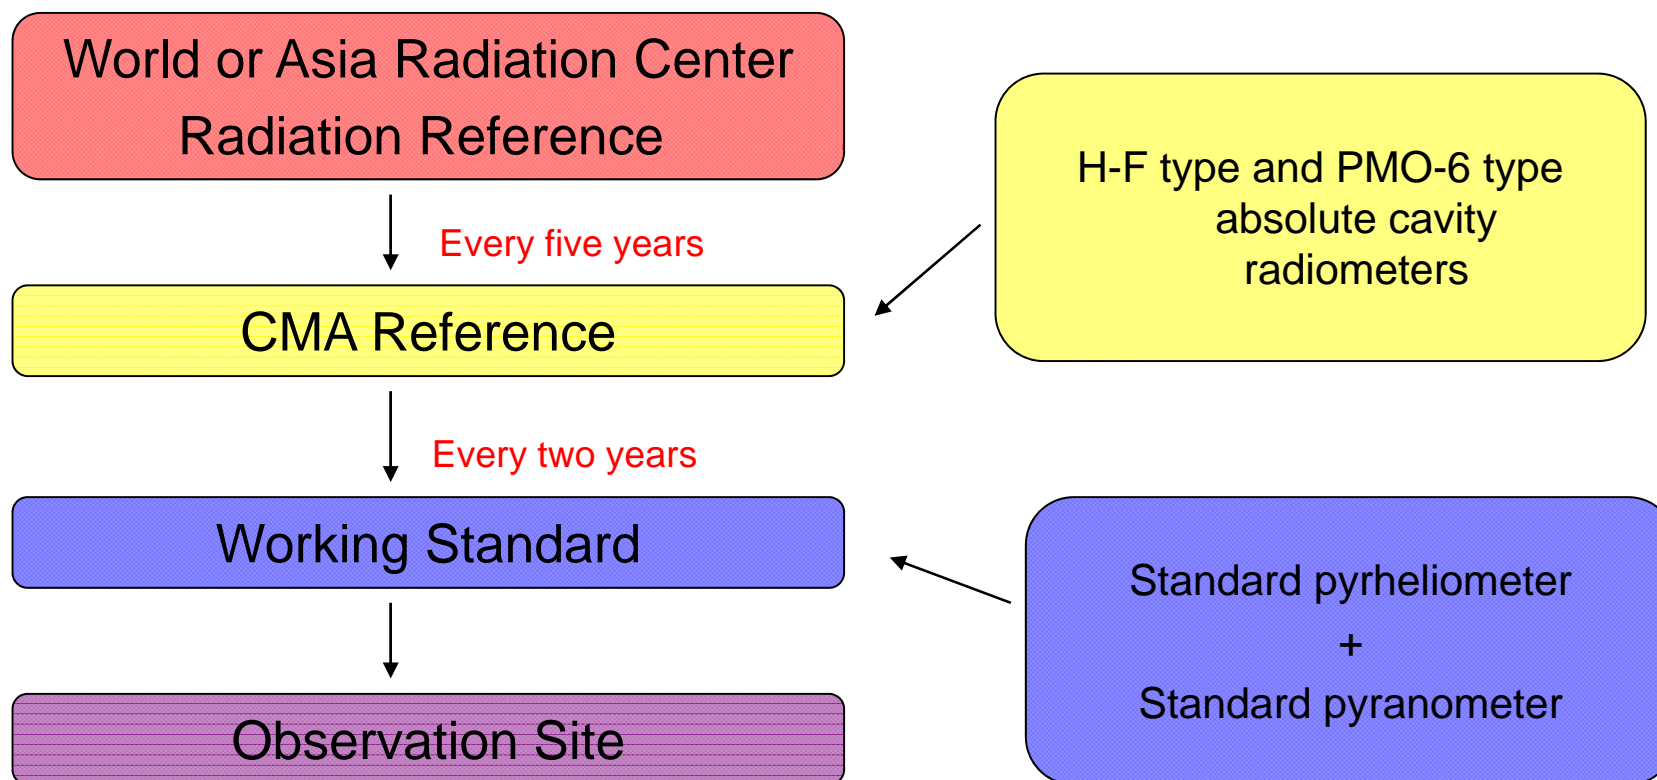 World or Asia Radiation Center
Radiation Reference
Every five years
CMA Reference
Every two years
Working Standard
Observation Site
H-F type and PMO-6 type
absolute cavity
radiometers
Standard pyrheliometer
+
Standard pyranometer